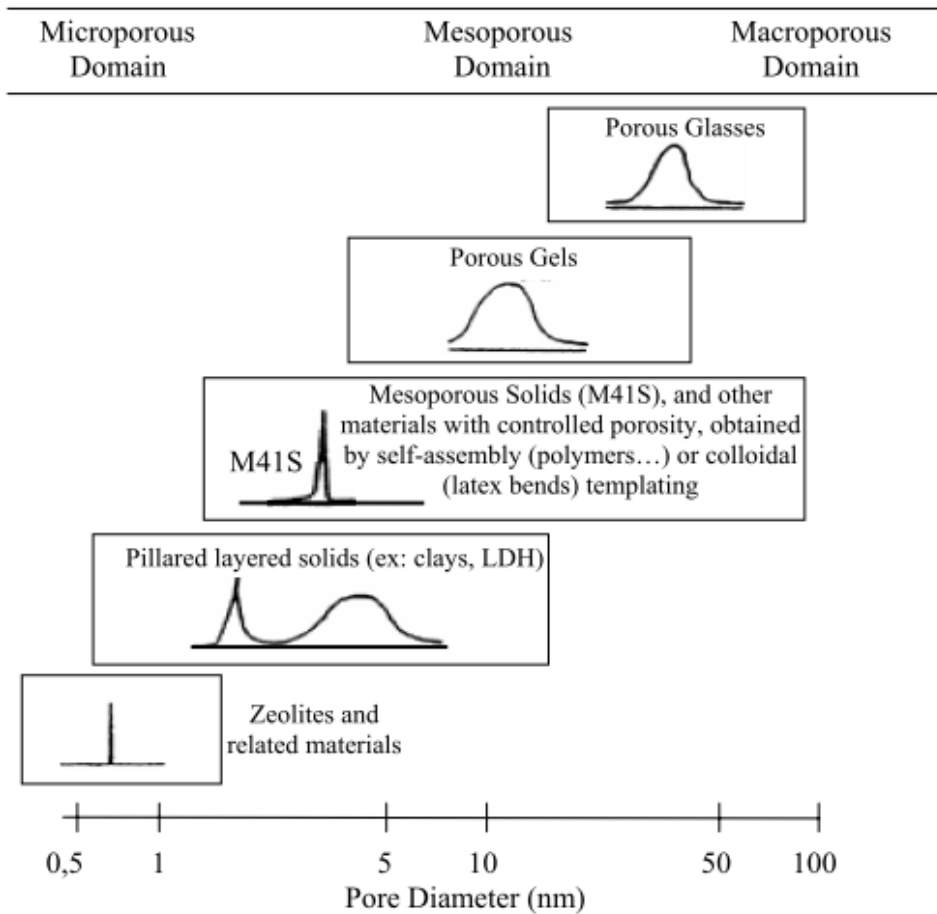 Microporous
Domain
Mesoporous
Domain
Macroporous
Domain
Porous Glasses
Porous Gels
Mesoporous Solids (M41S), and other
materials with controlled porosity, obtained
by self-assembly (polymers…) or colloidal
(latex bends) templating
M41S
Pillared layered solids (ex: clays, LDH)
Zeolites and
related materials
0,5 1 5 10 50 100
Pore Diameter (nm)